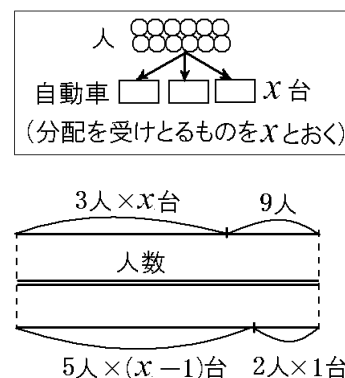 人
自動車 x台
(分配を受けとるものをxとおく)
3人×x台 9人
人数
5人×(x－1)台 2人×1台